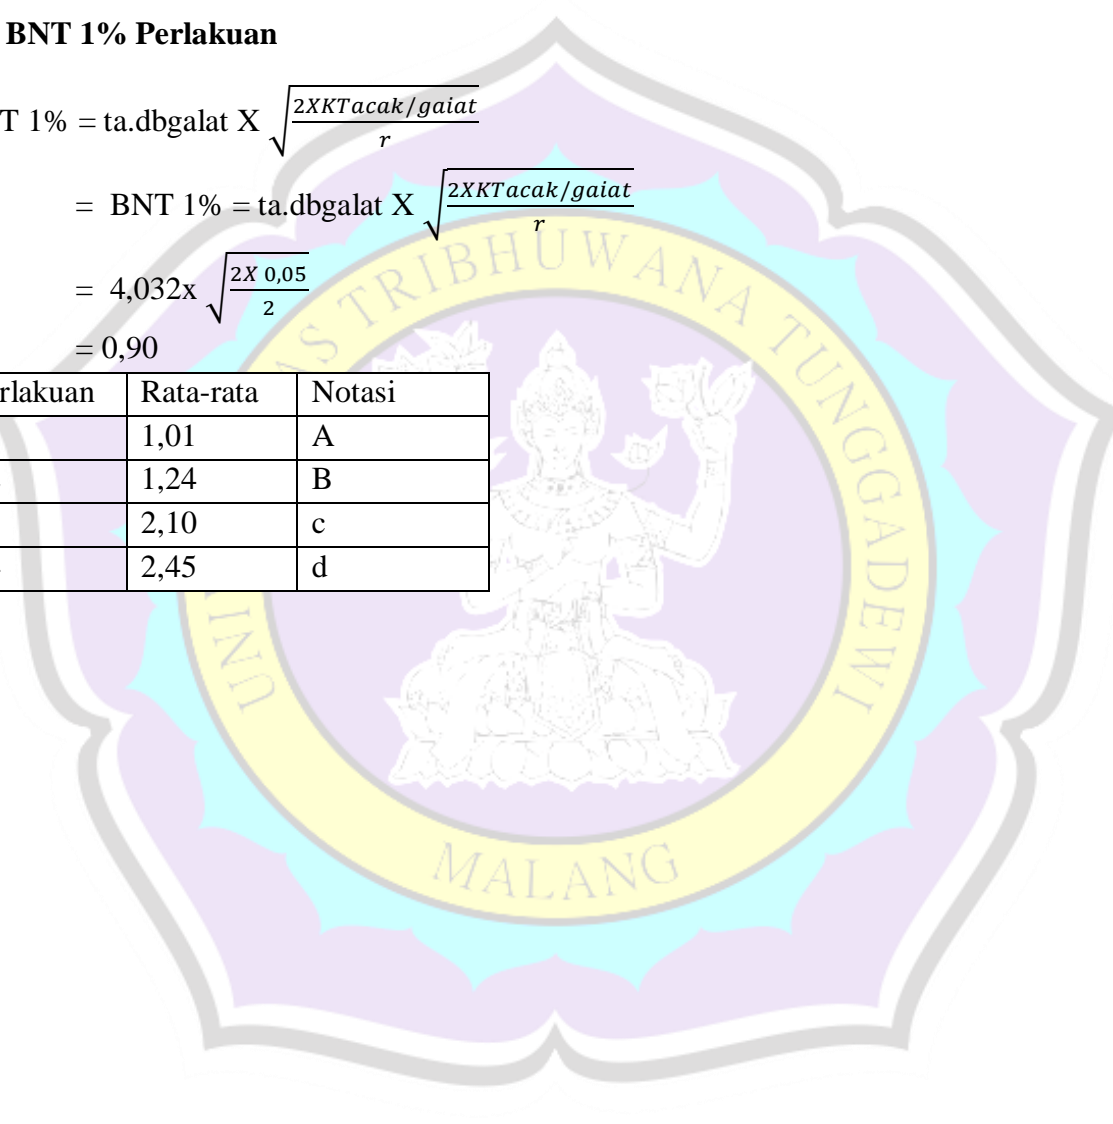 BNT 1% Perlakuan
T 1% = ta.dbgalat X √(2XKTacak/gaiat / r)
= BNT 1% = ta.dbgalat X √(2XKTacak/gaiat / r)
= 4,032x √(2X 0,05 / 2)
= 0,90
rlakuan Rata-rata Notasi
1,01 A
1,24 B
2,10 c
2,45 d
UNIVERSITAS TRIBHUWANA TUNGGADEWI
MALANG